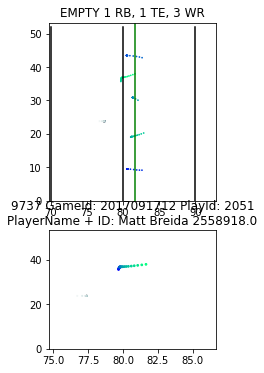 EMPTY 1 RB, 1 TE, 3 WR
50
40
30
20
10
0
70 75 80 85 90
9737 GameId: 2017091712 PlayId: 2051
PlayerName + ID: Matt Breida 2558918.0
40
20
0
75.0 77.5 80.0 82.5 85.0